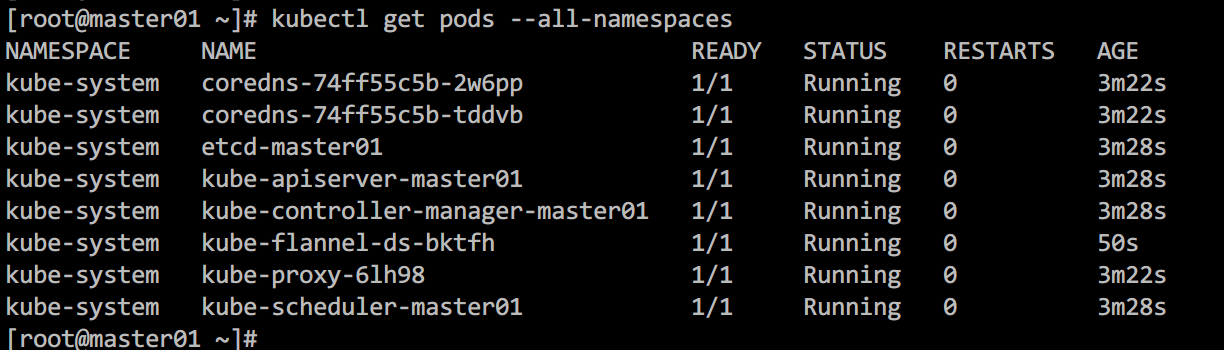 [root@master01 ~]# kubectl get pods --all-namespaces
NAMESPACE     NAME                               READY   STATUS    RESTARTS   AGE
kube-system   coredns-74ff55c5b-2w6pp            1/1     Running   0          3m22s
kube-system   coredns-74ff55c5b-tddvb            1/1     Running   0          3m22s
kube-system   etcd-master01                      1/1     Running   0          3m28s
kube-system   kube-apiserver-master01            1/1     Running   0          3m28s
kube-system   kube-controller-manager-master01   1/1     Running   0          3m28s
kube-system   kube-flannel-ds-bktfh              1/1     Running   0          50s
kube-system   kube-proxy-6lh98                   1/1     Running   0          3m22s
kube-system   kube-scheduler-master01            1/1     Running   0          3m28s
[root@master01 ~]#